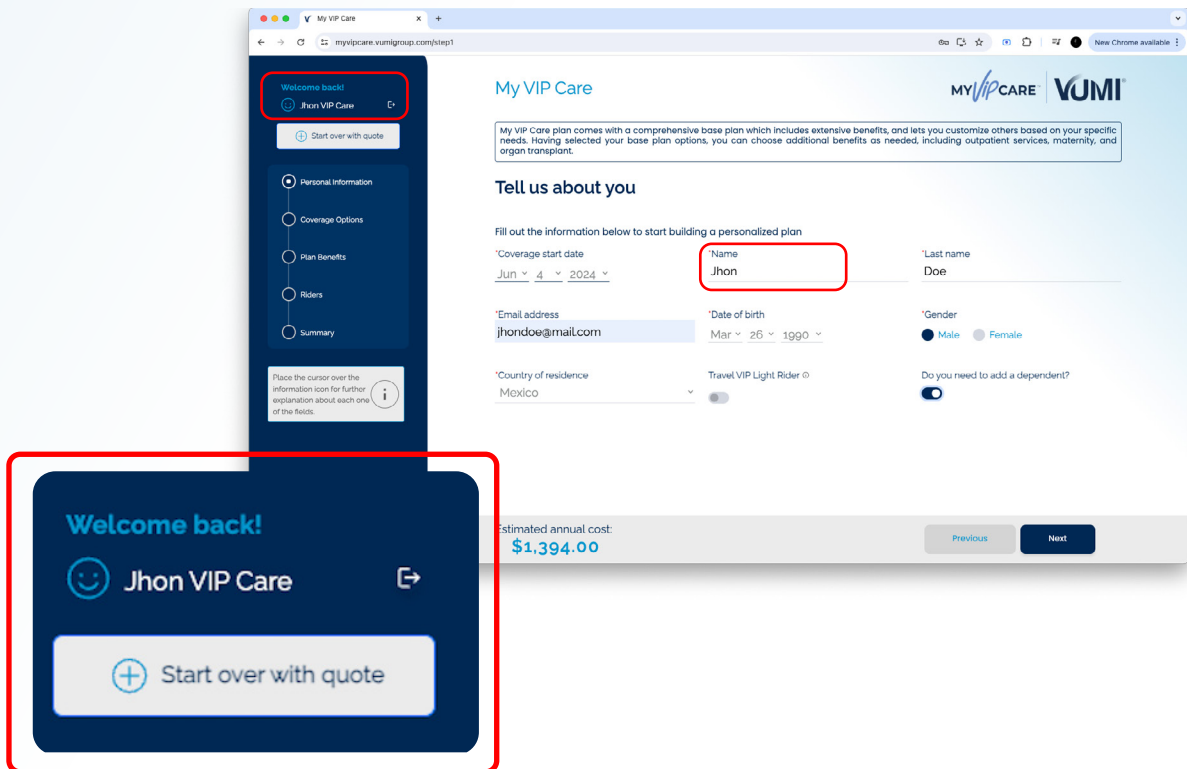 My VIP Care
myvipcare.vumigroup.com/step1
New Chrome available
Welcome back!
Jhon VIP Care
Start over with quote
Personal Information
Coverage Options
Plan Benefits
Riders
Summary
Place the cursor over the
information icon for further
explanation about each one
of the fields.
i
My VIP Care
MY VIP CARE™ VUMI®
My VIP Care plan comes with a comprehensive base plan which includes extensive benefits, and lets you customize others based on your specific
needs. Having selected your base plan options, you can choose additional benefits as needed, including outpatient services, maternity, and
organ transplant.
Tell us about you
Fill out the information below to start building a personalized plan
*Coverage start date
Jun 4 2024
*Name
Jhon
*Last name
Doe
*Email address
jhondoe@mail.com
*Date of birth
Mar 26 1990
*Gender
Male Female
*Country of residence
Mexico
Travel VIP Light Rider
Do you need to add a dependent?
Estimated annual cost:
$1,394.00
Previous
Next
Welcome back!
Jhon VIP Care
Start over with quote